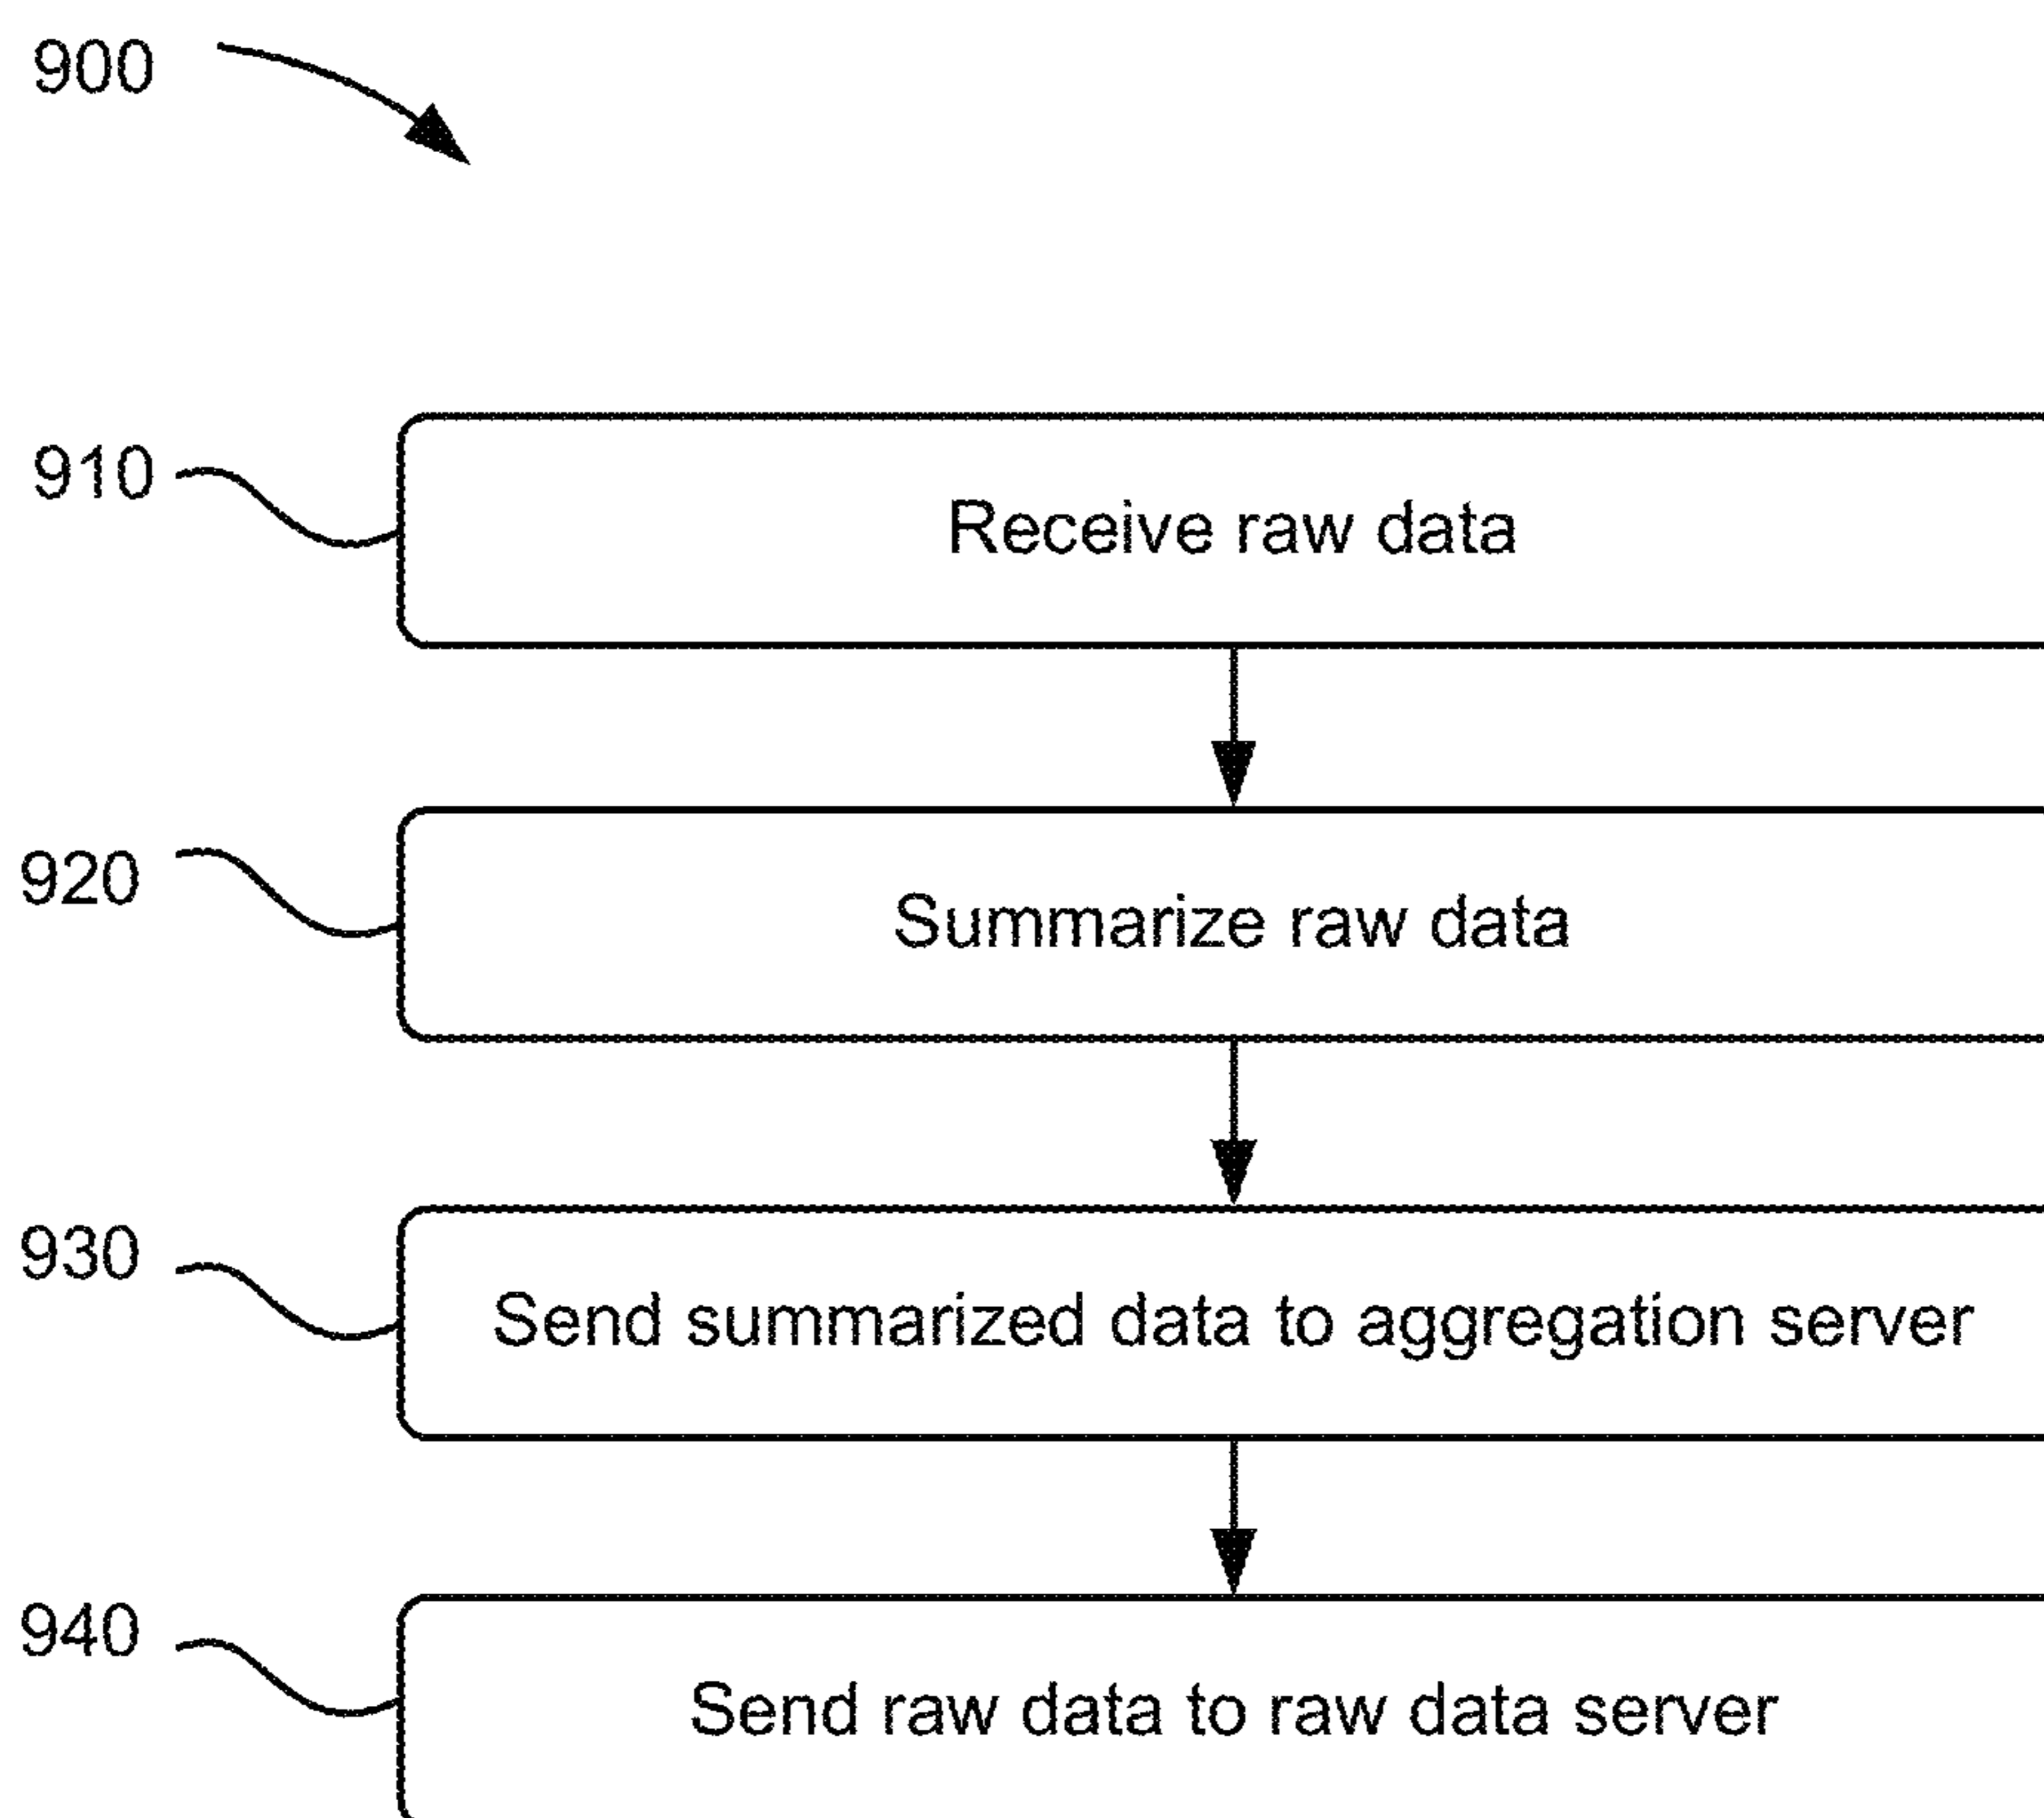 900
910
Receive raw data
920
Summarize raw data
930
Send summarized data to aggregation server
940
Send raw data to raw data server